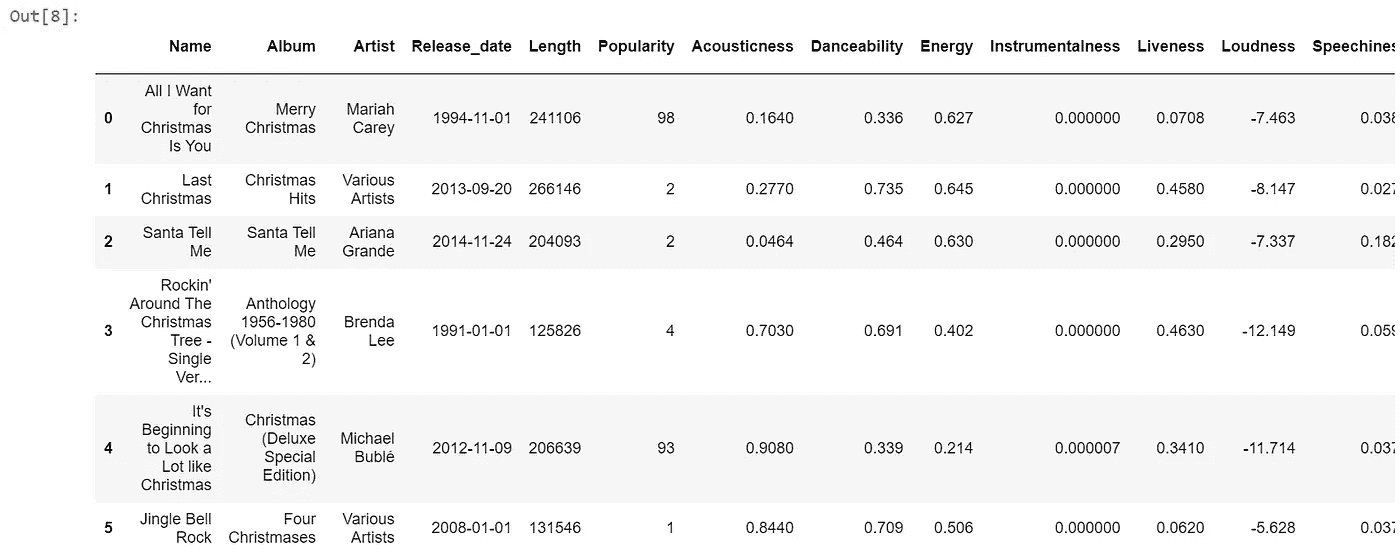 Out[8]:
Name Album Artist Release_date Length Popularity Acousticness Danceability Energy Instrumentalness Liveness Loudness Speechines
0 All I Want for Christmas Is You Merry Christmas Mariah Carey 1994-11-01 241106 98 0.1640 0.336 0.627 0.000000 0.0708 -7.463 0.038
1 Last Christmas Christmas Hits Various Artists 2013-09-20 266146 2 0.2770 0.735 0.645 0.000000 0.4580 -8.147 0.027
2 Santa Tell Me Santa Tell Me Ariana Grande 2014-11-24 204093 2 0.0464 0.464 0.630 0.000000 0.2950 -7.337 0.182
3 Rockin' Around The Christmas Tree - Single Ver... Anthology 1956-1980 (Volume 1 & 2) Brenda Lee 1991-01-01 125826 4 0.7030 0.691 0.402 0.000000 0.4630 -12.149 0.059
4 It's Beginning to Look a Lot like Christmas Christmas (Deluxe Special Edition) Michael Bublé 2012-11-09 206639 93 0.9080 0.339 0.214 0.000007 0.3410 -11.714 0.037
5 Jingle Bell Rock Four Christmases Various Artists 2008-01-01 131546 1 0.8440 0.709 0.506 0.000000 0.0620 -5.628 0.037